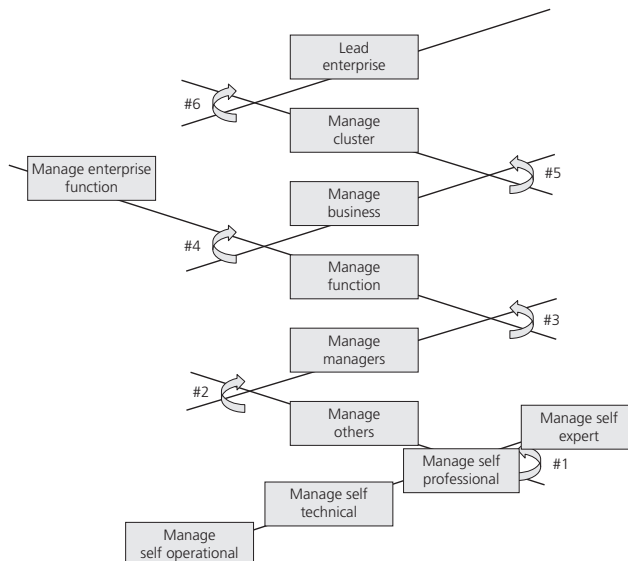 Lead
enterprise
#6
Manage
cluster
Manage enterprise
function
#5
Manage
business
#4
Manage
function
#3
Manage
managers
#2
Manage
others
Manage self
expert
Manage self
professional
#1
Manage self
technical
Manage
self operational